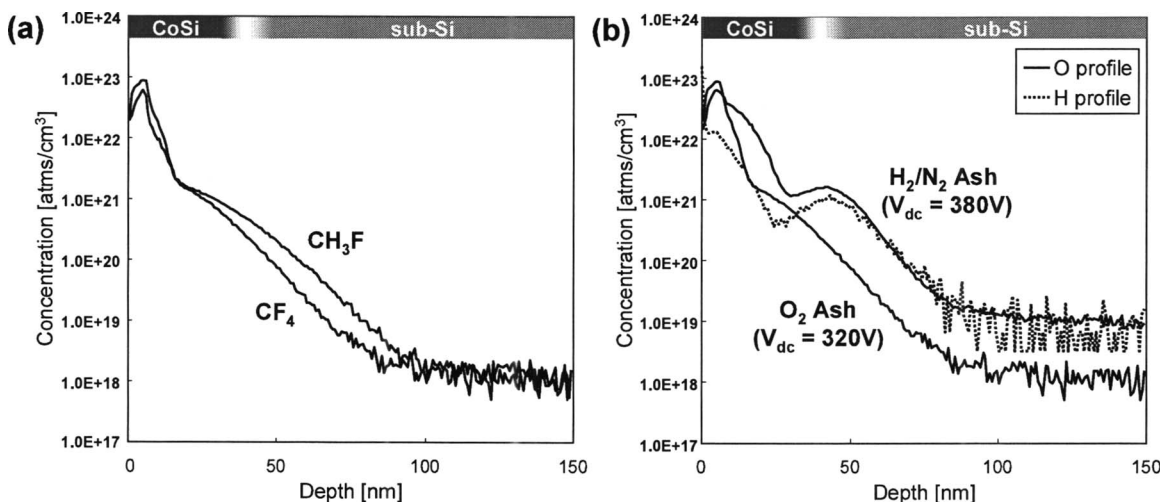 (a)
CoSi
sub-Si
1.0E+24
1.0E+23
1.0E+22
1.0E+21
1.0E+20
1.0E+19
1.0E+18
1.0E+17
Concentration [atms/cm³]
CH₃F
CF₄
0
50
100
150
Depth [nm]
(b)
CoSi
sub-Si
O profile
H profile
1.0E+24
1.0E+23
1.0E+22
1.0E+21
1.0E+20
1.0E+19
1.0E+18
1.0E+17
Concentration [atms/cm³]
H₂/N₂ Ash
(V_dc = 380V)
O₂ Ash
(V_dc = 320V)
0
50
100
150
Depth [nm]